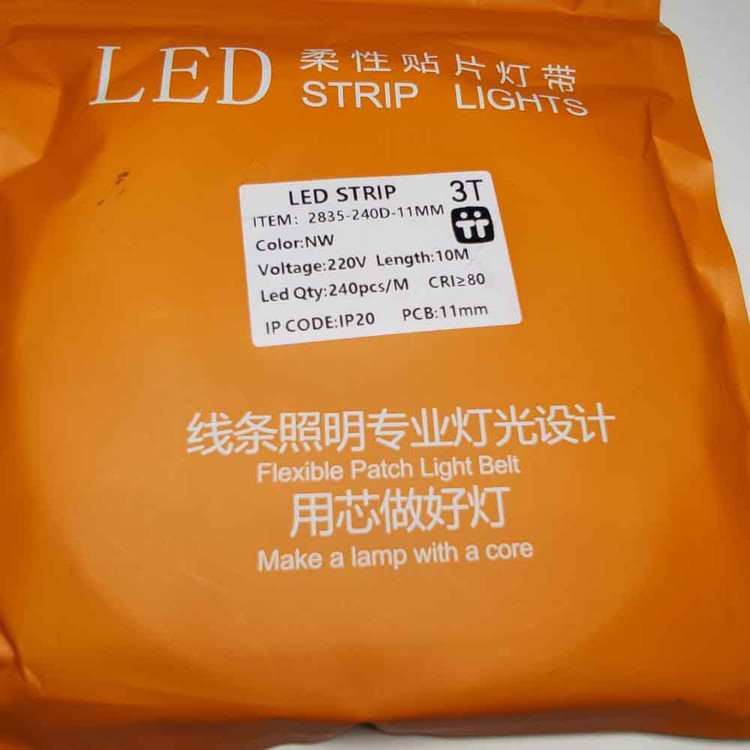 LED 柔性贴片灯带
STRIP LIGHTS
LED STRIP 3T
ITEM: 2835-240D-11MM
Color:NW
Voltage:220V Length:10M
Led Qty:240pcs/M CRI≥80
IP CODE:IP20 PCB:11mm
线条照明专业灯光设计
Flexible Patch Light Belt
用芯做好灯
Make a lamp with a core